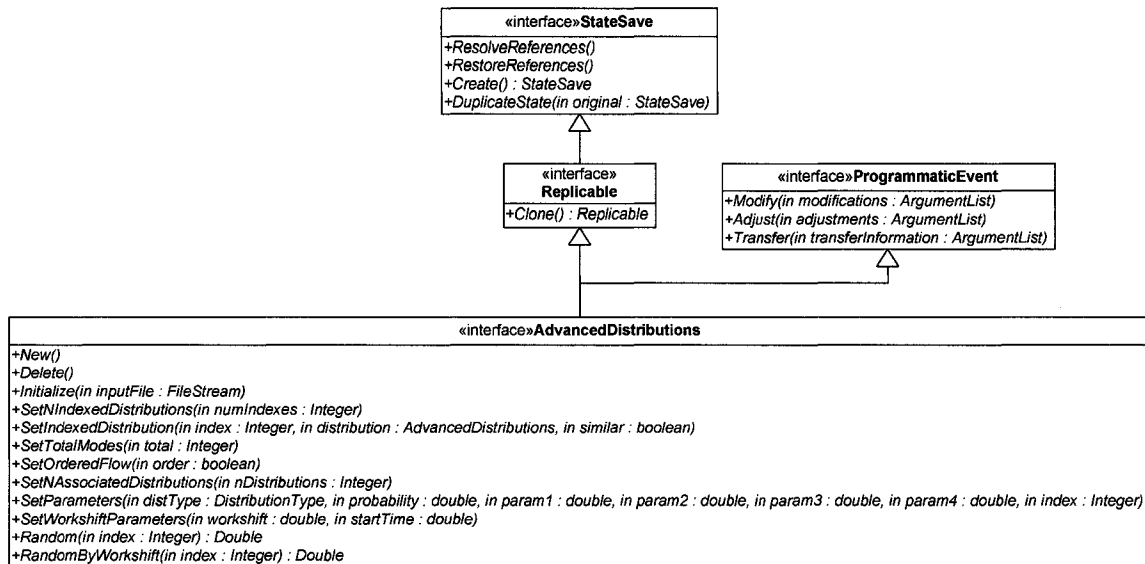 «interface»StateSave
+ResolveReferences()
+RestoreReferences()
+Create() : StateSave
+DuplicateState(in original : StateSave)
«interface»
Replicable
+Clone() : Replicable
«interface»ProgrammaticEvent
+Modify(in modifications : ArgumentList)
+Adjust(in adjustments : ArgumentList)
+Transfer(in transferInformation : ArgumentList)
«interface»AdvancedDistributions
+New()
+Delete()
+Initialize(in inputFile : FileStream)
+SetNIndexedDistributions(in numIndexes : Integer)
+SetIndexedDistribution(in index : Integer, in distribution : AdvancedDistributions, in similar : boolean)
+SetTotalModes(in total : Integer)
+SetOrderedFlow(in order : boolean)
+SetNAssociatedDistributions(in nDistributions : Integer)
+SetParameters(in distType : DistributionType, in probability : double, in param1 : double, in param2 : double, in param3 : double, in param4 : double, in index : Integer)
+SetWorkshiftParameters(in workshift : double, in startTime : double)
+Random(in index : Integer) : Double
+RandomByWorkshift(in index : Integer) : Double